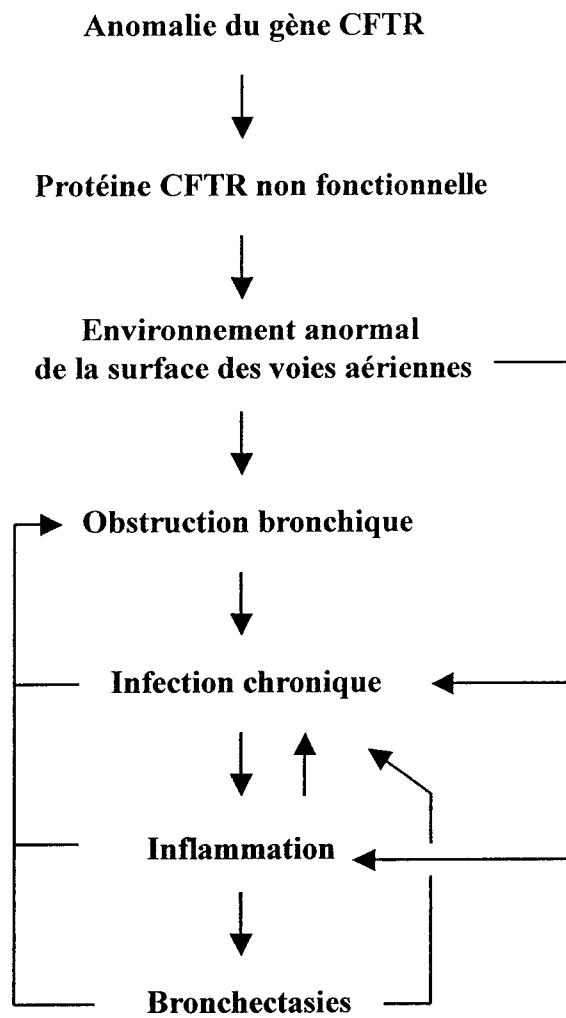 Anomalie du gène CFTR
Protéine CFTR non fonctionnelle
Environnement anormal
de la surface des voies aériennes
Obstruction bronchique
Infection chronique
Inflammation
Bronchectasies